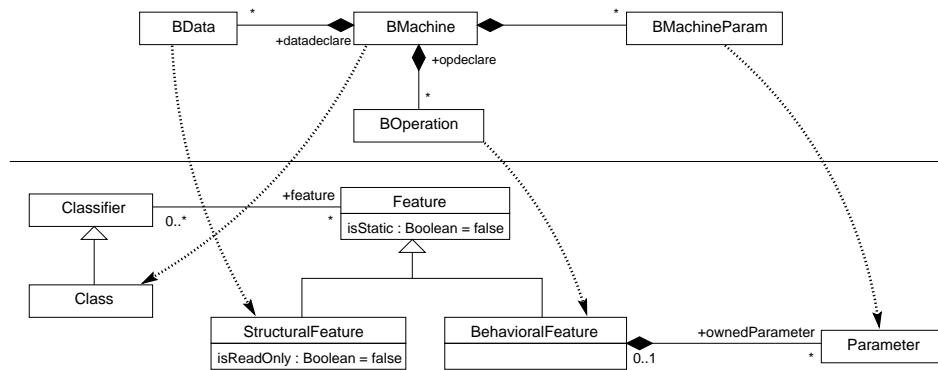 BData
*
+datadeclare
BMachine
*
BMachineParam
+opdeclare
*
BOperation
Classifier
0..*
+feature
*
Feature
isStatic : Boolean = false
Class
StructuralFeature
isReadOnly : Boolean = false
BehavioralFeature
0..1
+ownedParameter
*
Parameter